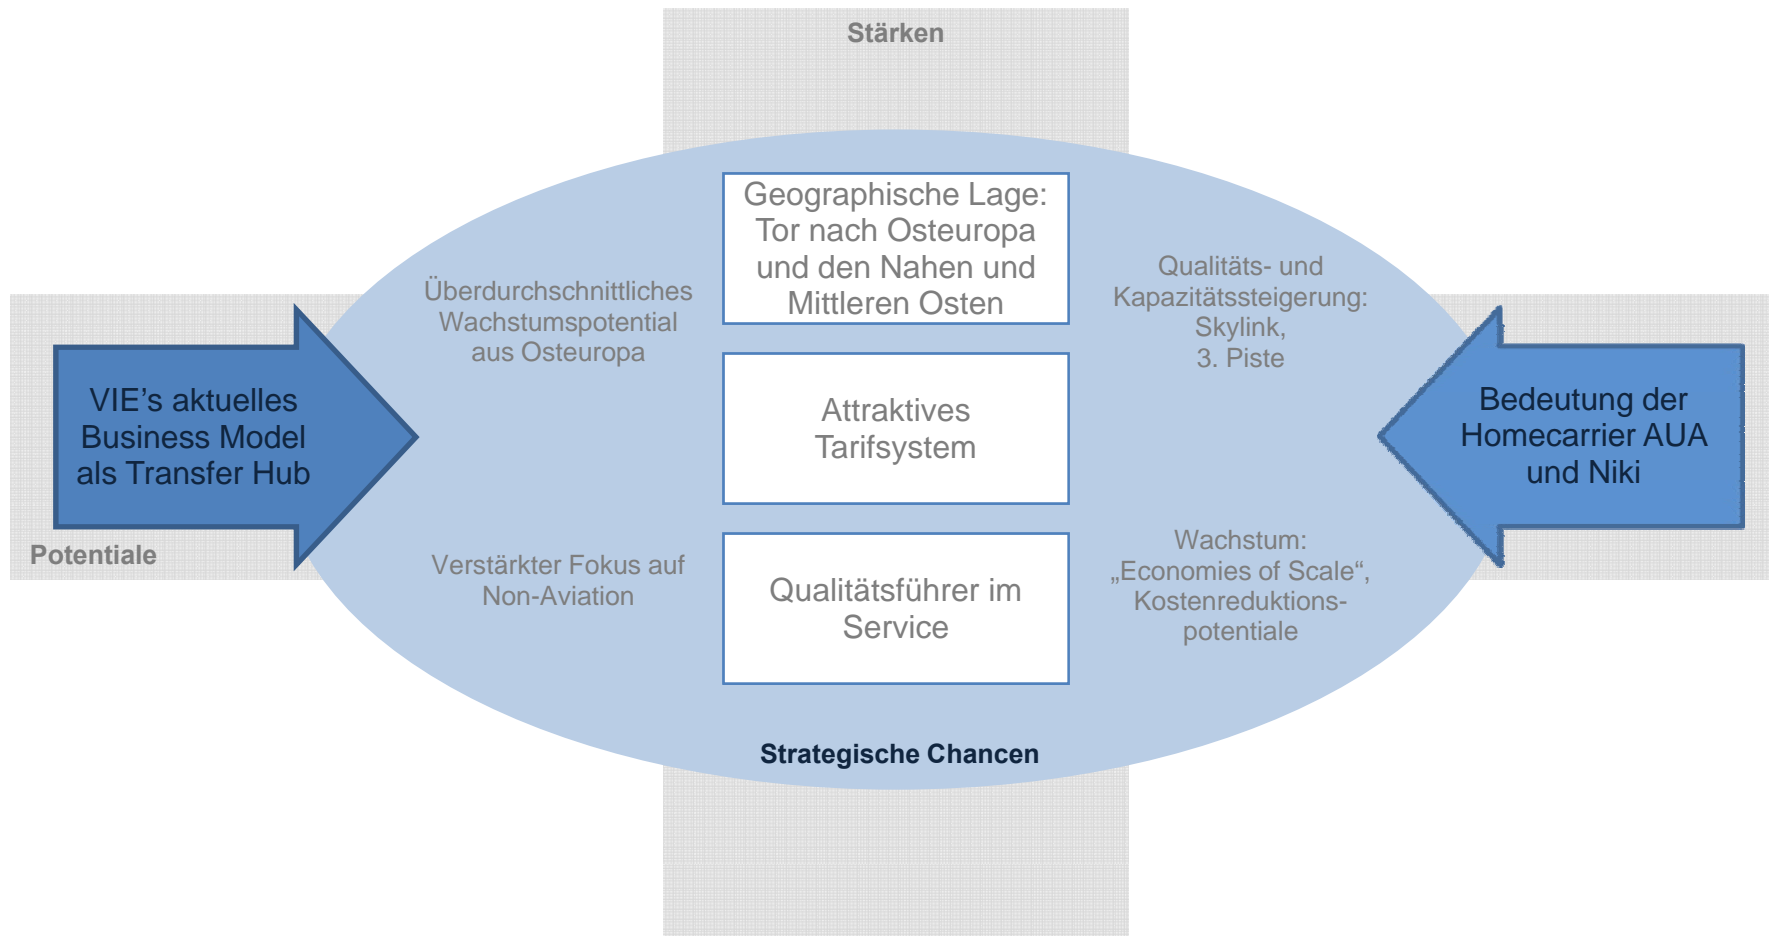 Stärken
Geographische Lage:
Tor nach Osteuropa
und den Nahen und
Mittleren Osten
Überdurchschnittliches
Wachstumspotential
aus Osteuropa
Qualitäts- und
Kapazitätssteigerung:
Skylink,
3. Piste
VIE’s aktuelles
Business Model
als Transfer Hub
Attraktives
Tarifsystem
Bedeutung der
Homecarrier AUA
und Niki
Potentiale
Verstärkter Fokus auf
Non-Aviation
Qualitätsführer im
Service
Wachstum:
„Economies of Scale“,
Kostenreduktions-
potentiale
Strategische Chancen